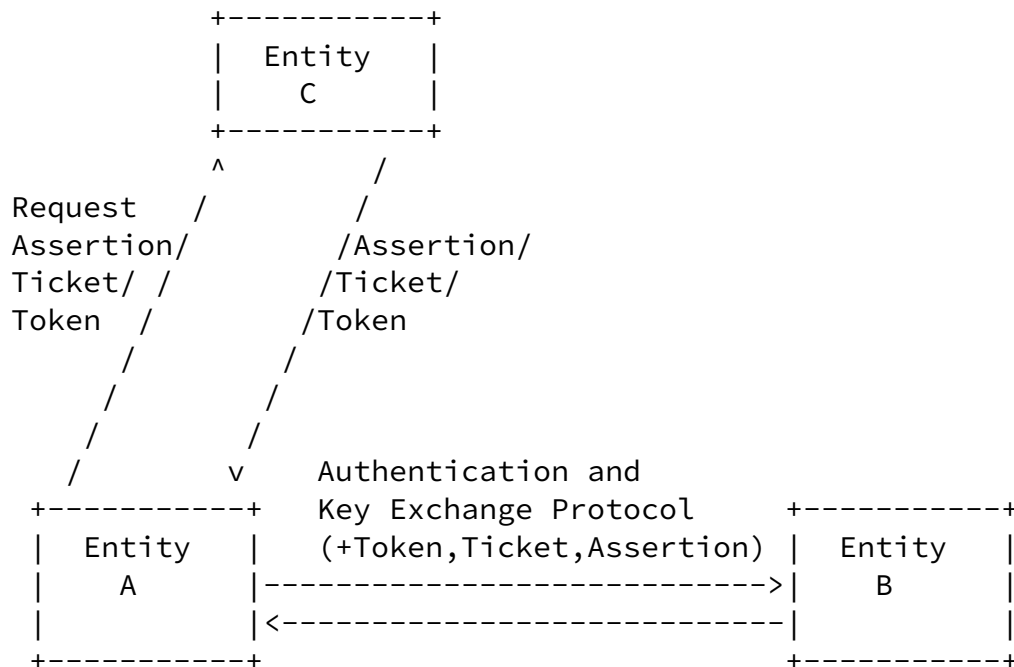 Entity
C
Request
Assertion/ /Assertion/
Ticket/ /Ticket/
Token /Token
Authentication and
Key Exchange Protocol
Entity (+Token,Ticket,Assertion) Entity
A B